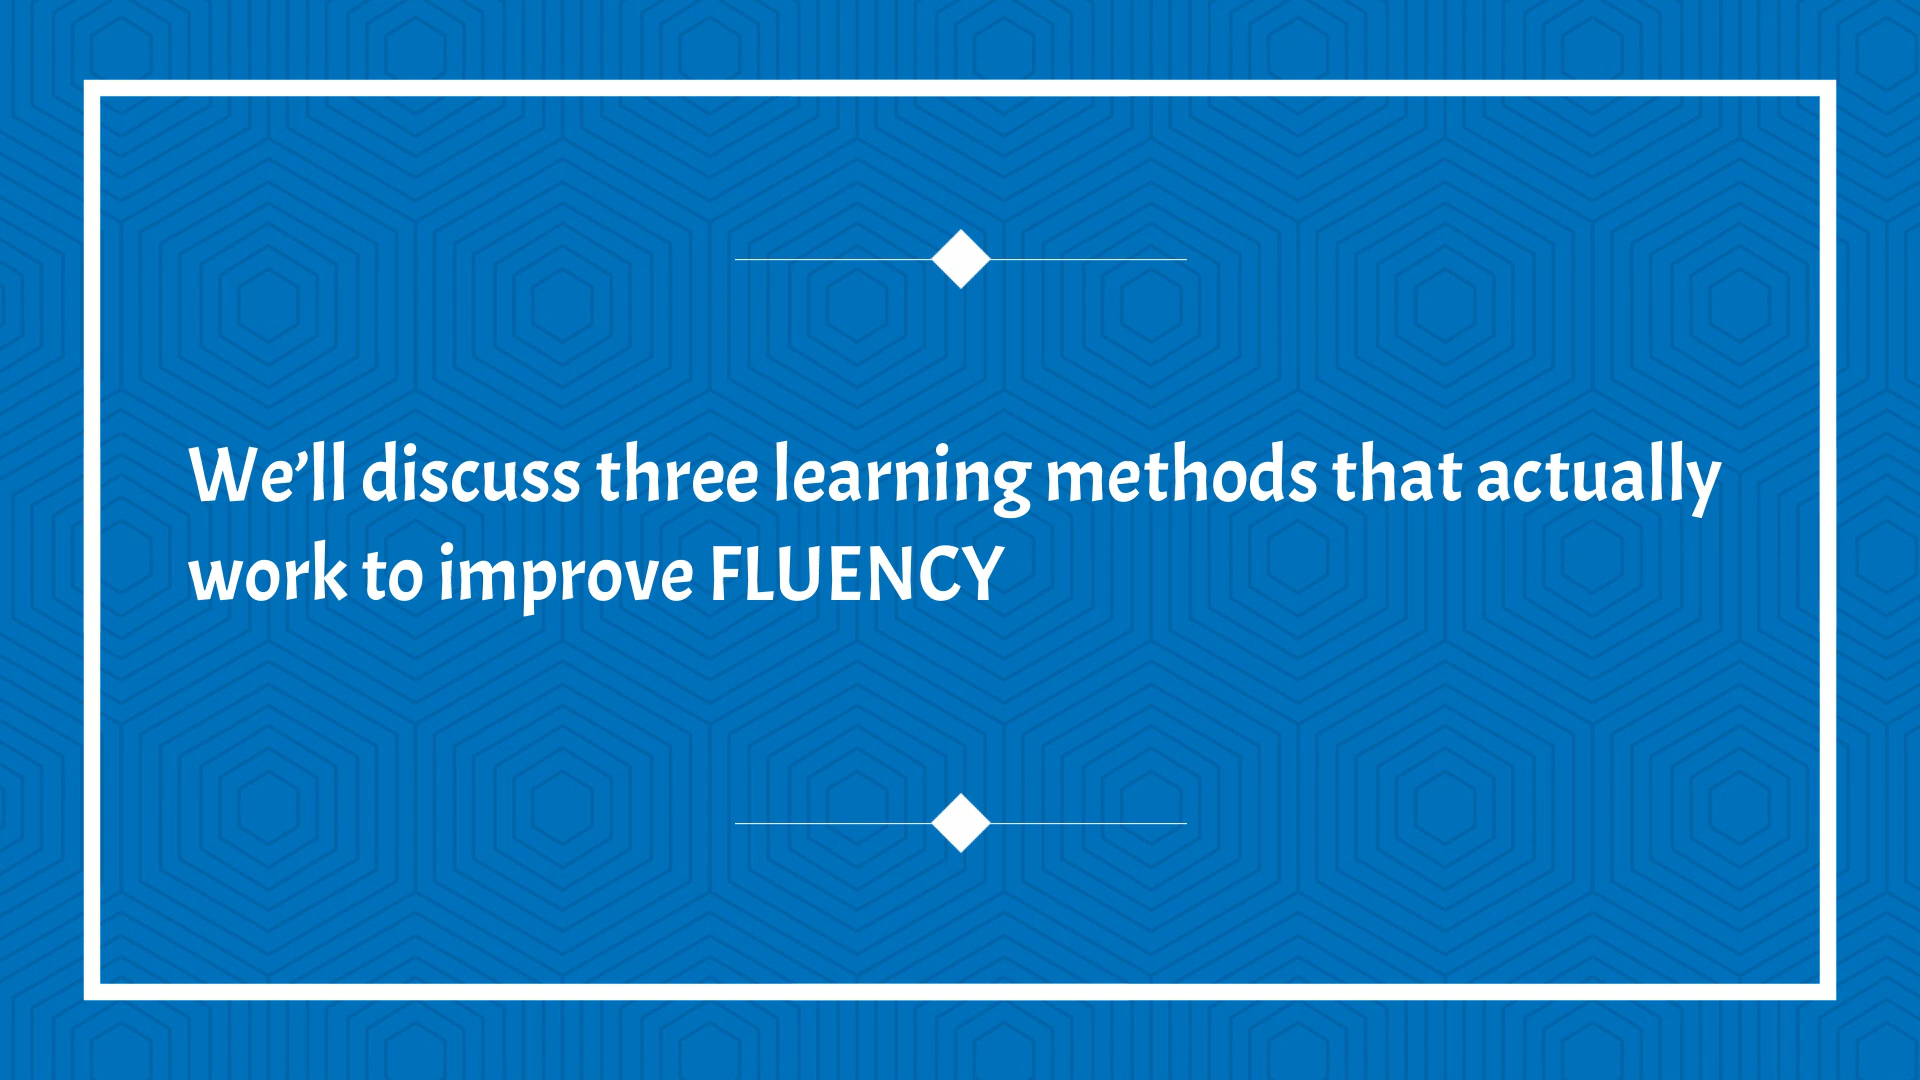 We’ll discuss three learning methods that actually
work to improve FLUENCY